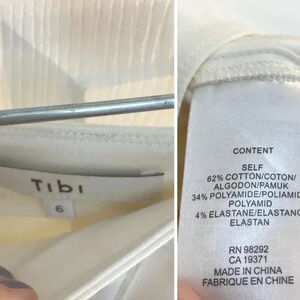 Tibi
6
CONTENT
SELF
62% COTTON/COTON/
ALGODON/PAMUK
34% POLYAMIDE/POLIAMID
POLYAMID
4% ELASTANE/ELASTANO
ELASTAN
RN 98292
CA 19371
MADE IN CHINA
FABRIQUE EN CHINE